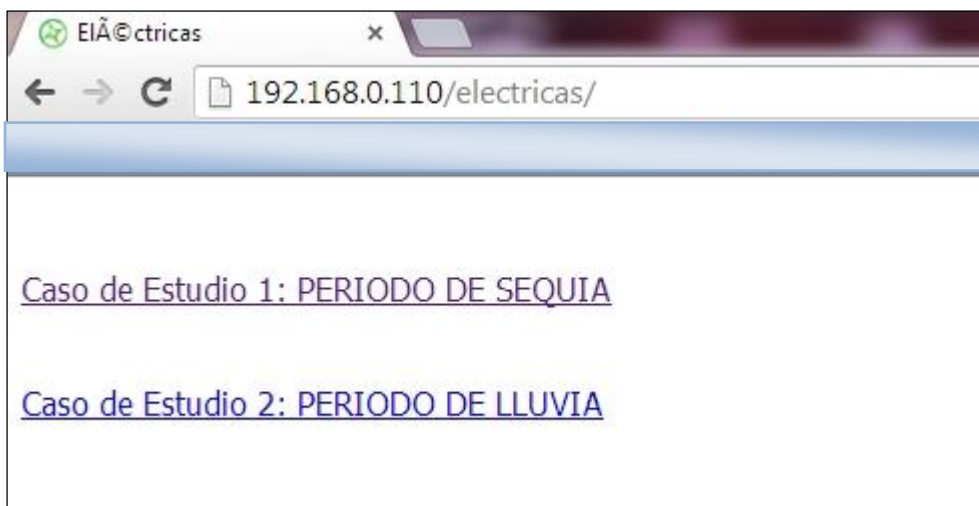 ElÃ©ctricas
192.168.0.110/electricas/
Caso de Estudio 1: PERIODO DE SEQUIA
Caso de Estudio 2: PERIODO DE LLUVIA